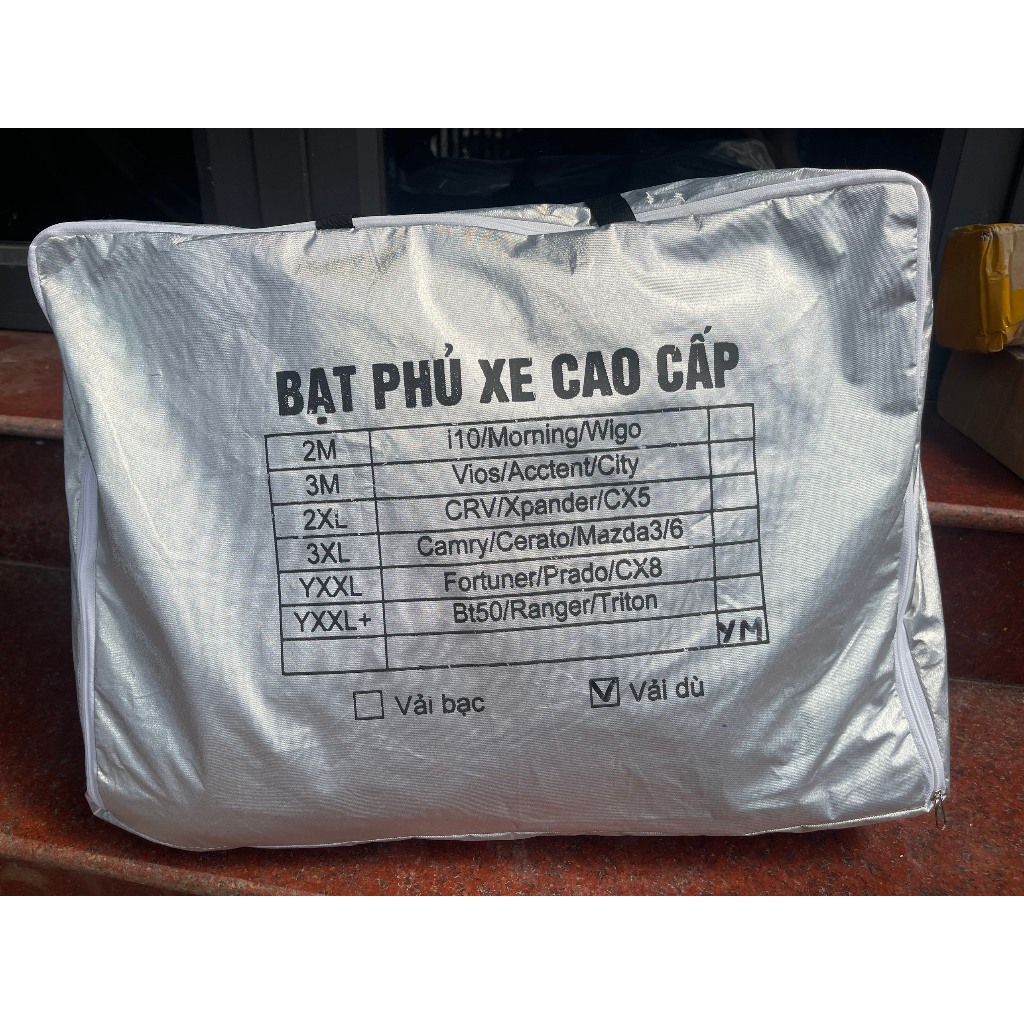 BẠT PHỦ XE CAO CẤP
2M i10/Morning/Wigo
3M Vios/Acctent/City
2XL CRV/Xpander/CX5
3XL Camry/Cerato/Mazda3/6
YXXL Fortuner/Prado/CX8
YXXL+ Bt50/Ranger/Triton
YM
Vải bạc Vải dù